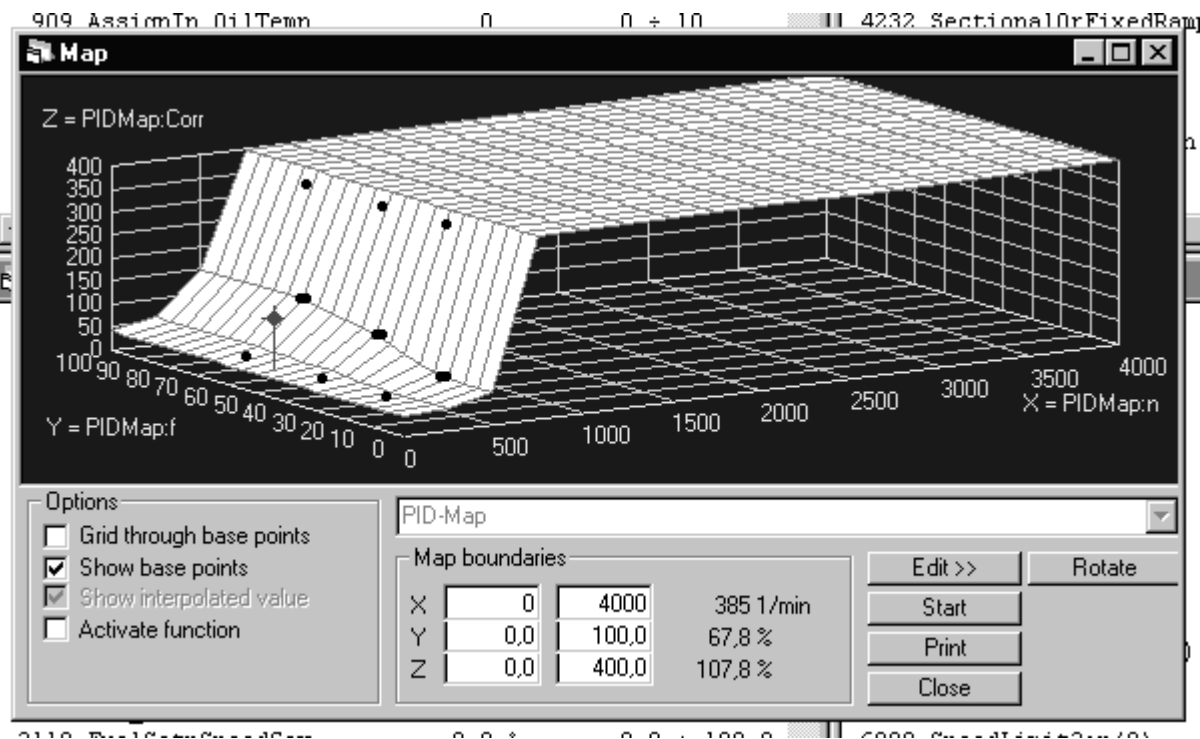 909 AssignIn_OilTemp 0 0 ÷ 10 4232 SectionalOrFixedRamp
Map
Z = PIDMap:Corr
400
350
300
250
200
150
100
50
0
100 90 80 70 60 50 40 30 20 10 0
0 500 1000 1500 2000 2500 3000 3500 4000
Y = PIDMap:f
X = PIDMap:n
Options
Grid through base points
Show base points
Show interpolated value
Activate function
PID-Map
Map boundaries
X 0 4000 385 1/min
Y 0,0 100,0 67,8 %
Z 0,0 400,0 107,8 %
Edit >> Rotate
Start
Print
Close